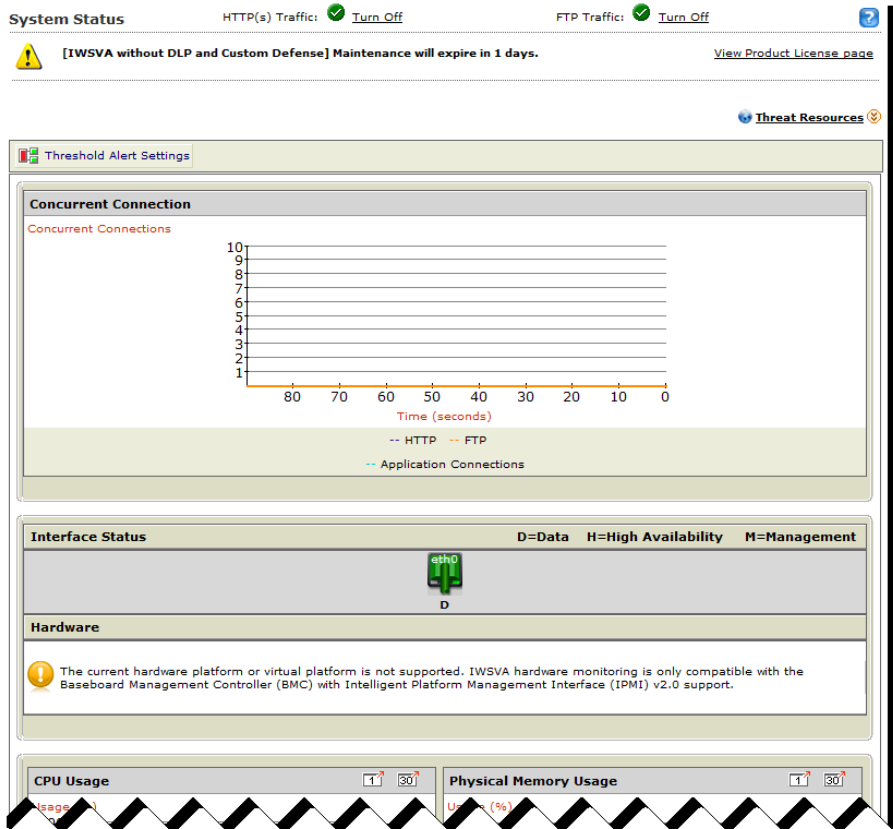 System Status
HTTP(s) Traffic: Turn Off
FTP Traffic: Turn Off
?
[IWSVA without DLP and Custom Defense] Maintenance will expire in 1 days.
View Product License page
Threat Resources
Threshold Alert Settings
Concurrent Connection
Concurrent Connections
10
9
8
7
6
5
4
3
2
1
80 70 60 50 40 30 20 10 0
Time (seconds)
-- HTTP -- FTP
-- Application Connections
Interface Status
D=Data H=High Availability M=Management
eth0
D
Hardware
The current hardware platform or virtual platform is not supported. IWSVA hardware monitoring is only compatible with the
Baseboard Management Controller (BMC) with Intelligent Platform Management Interface (IPMI) v2.0 support.
CPU Usage
1 30
Physical Memory Usage
1 30